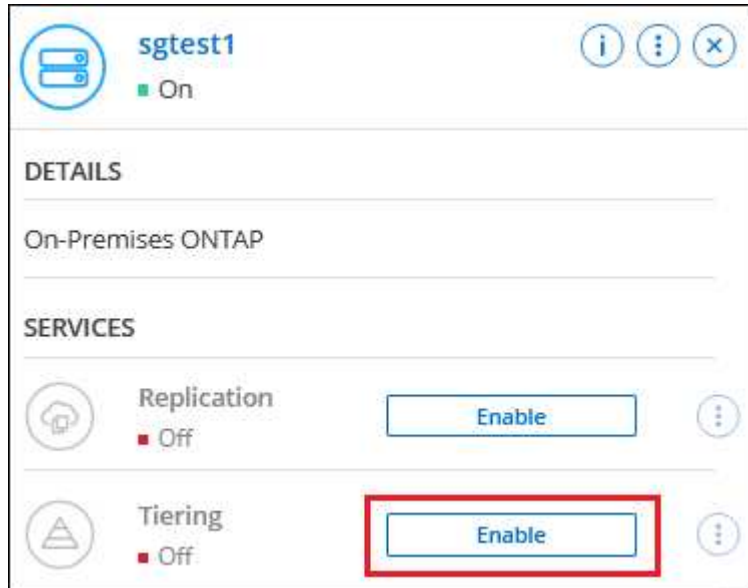 sgtest1
On
DETAILS
On-Premises ONTAP
SERVICES
Replication
Off
Enable
Tiering
Off
Enable